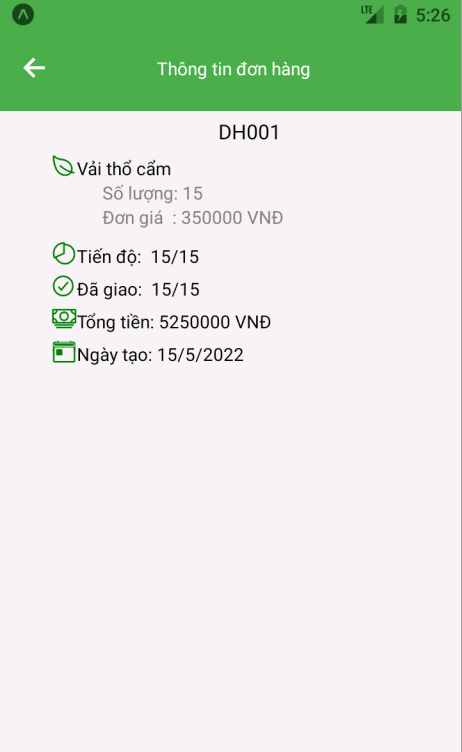 LTE 5:26
Thông tin đơn hàng
DH001
Vải thổ cẩm
Số lượng: 15
Đơn giá : 350000 VNĐ
Tiến độ: 15/15
Đã giao: 15/15
Tổng tiền: 5250000 VNĐ
Ngày tạo: 15/5/2022